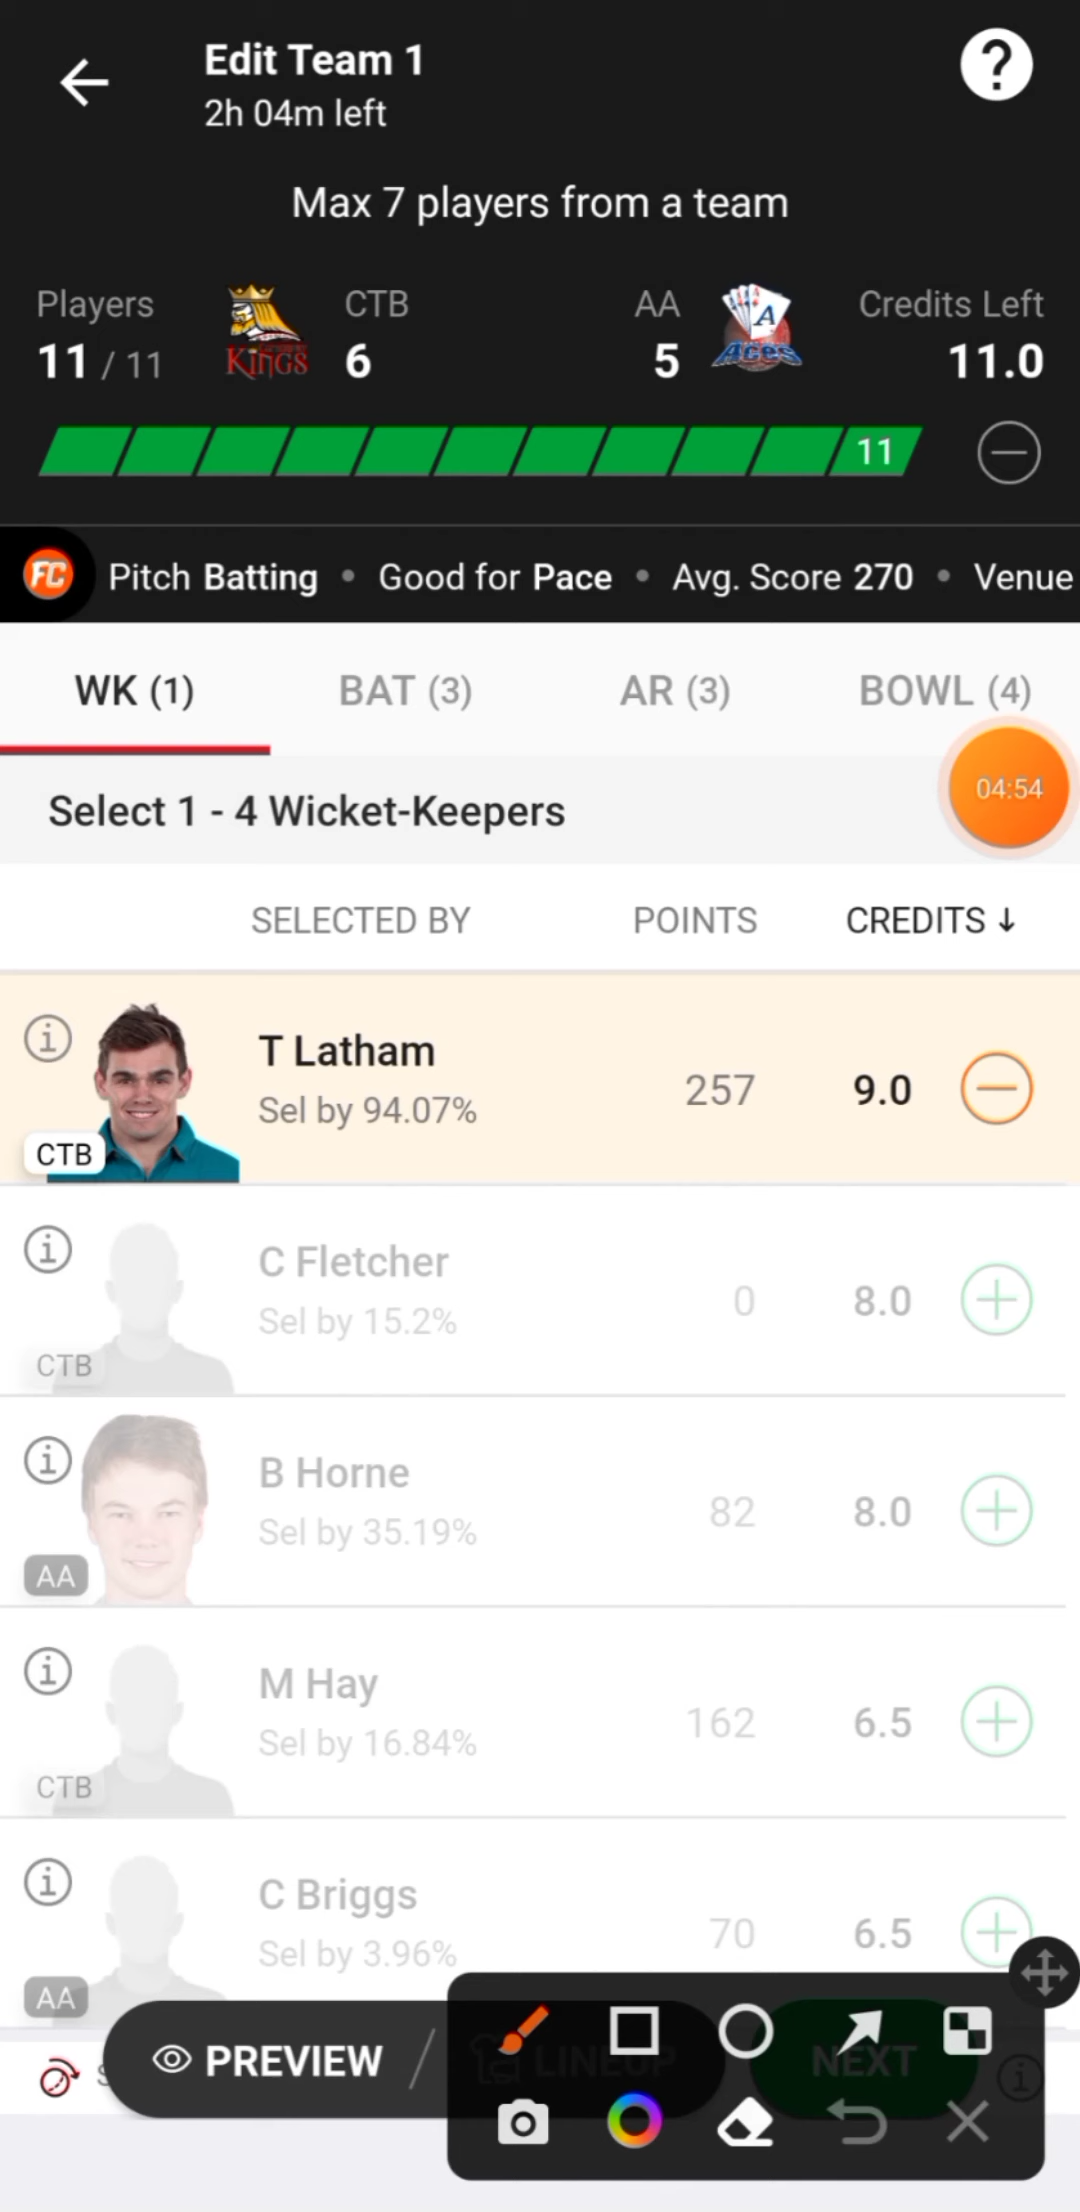 Edit Team 1
2h 04m left
Max 7 players from a team
Players CTB AA Credits Left
KINGS Aces
11 / 11 6 5 11.0
11
FC Pitch Batting • Good for Pace • Avg. Score 270 • Venue
WK (1) BAT (3) AR (3) BOWL (4)
04:54
Select 1 - 4 Wicket-Keepers
SELECTED BY POINTS CREDITS ↓
T Latham
257 9.0
Sel by 94.07%
CTB
C Fletcher
0 8.0
Sel by 15.2%
CTB
B Horne
82 8.0
Sel by 35.19%
AA
M Hay
162 6.5
Sel by 16.84%
CTB
C Briggs
70 6.5
Sel by 3.96%
AA
PREVIEW / LINEUP NEXT